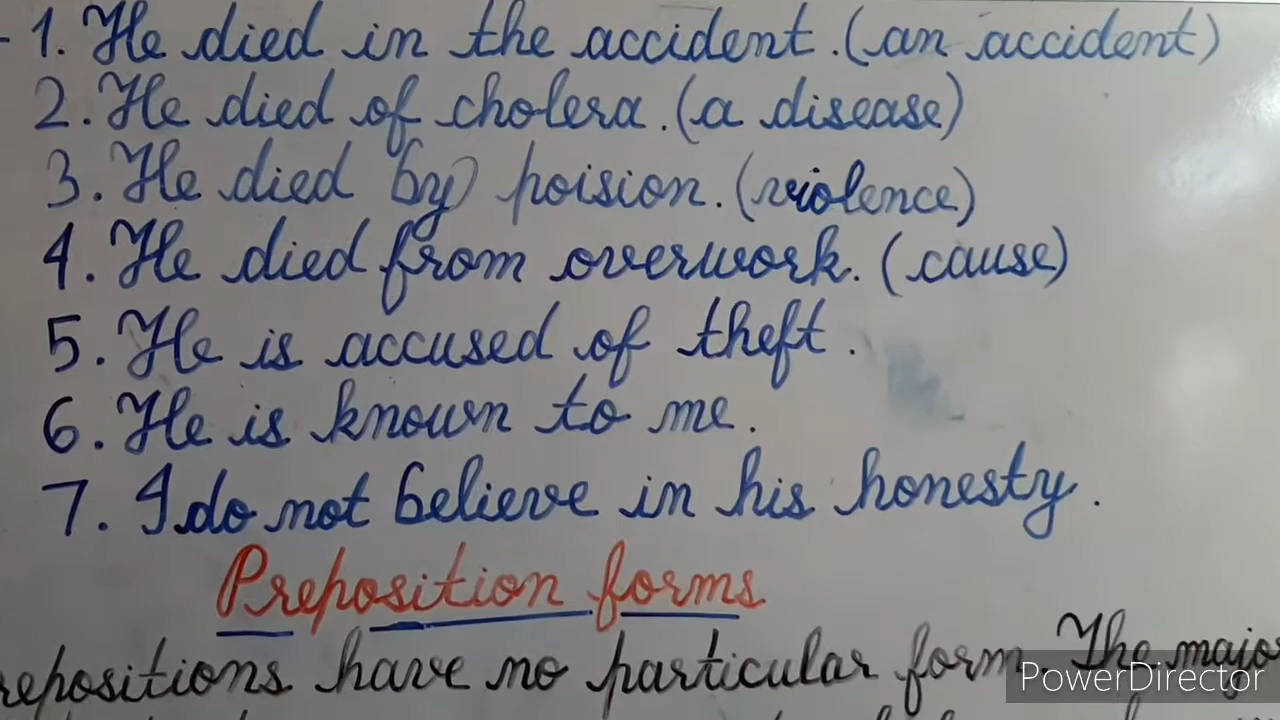 - 1. He died in the accident. (an accident)
2. He died of cholera. (a disease)
3. He died by poision. (violence)
4. He died from overwork. (cause)
5. He is accused of theft.
6. He is known to me.
7. I do not believe in his honesty.
Preposition forms
repositions have no particular form. The majo
PowerDirector